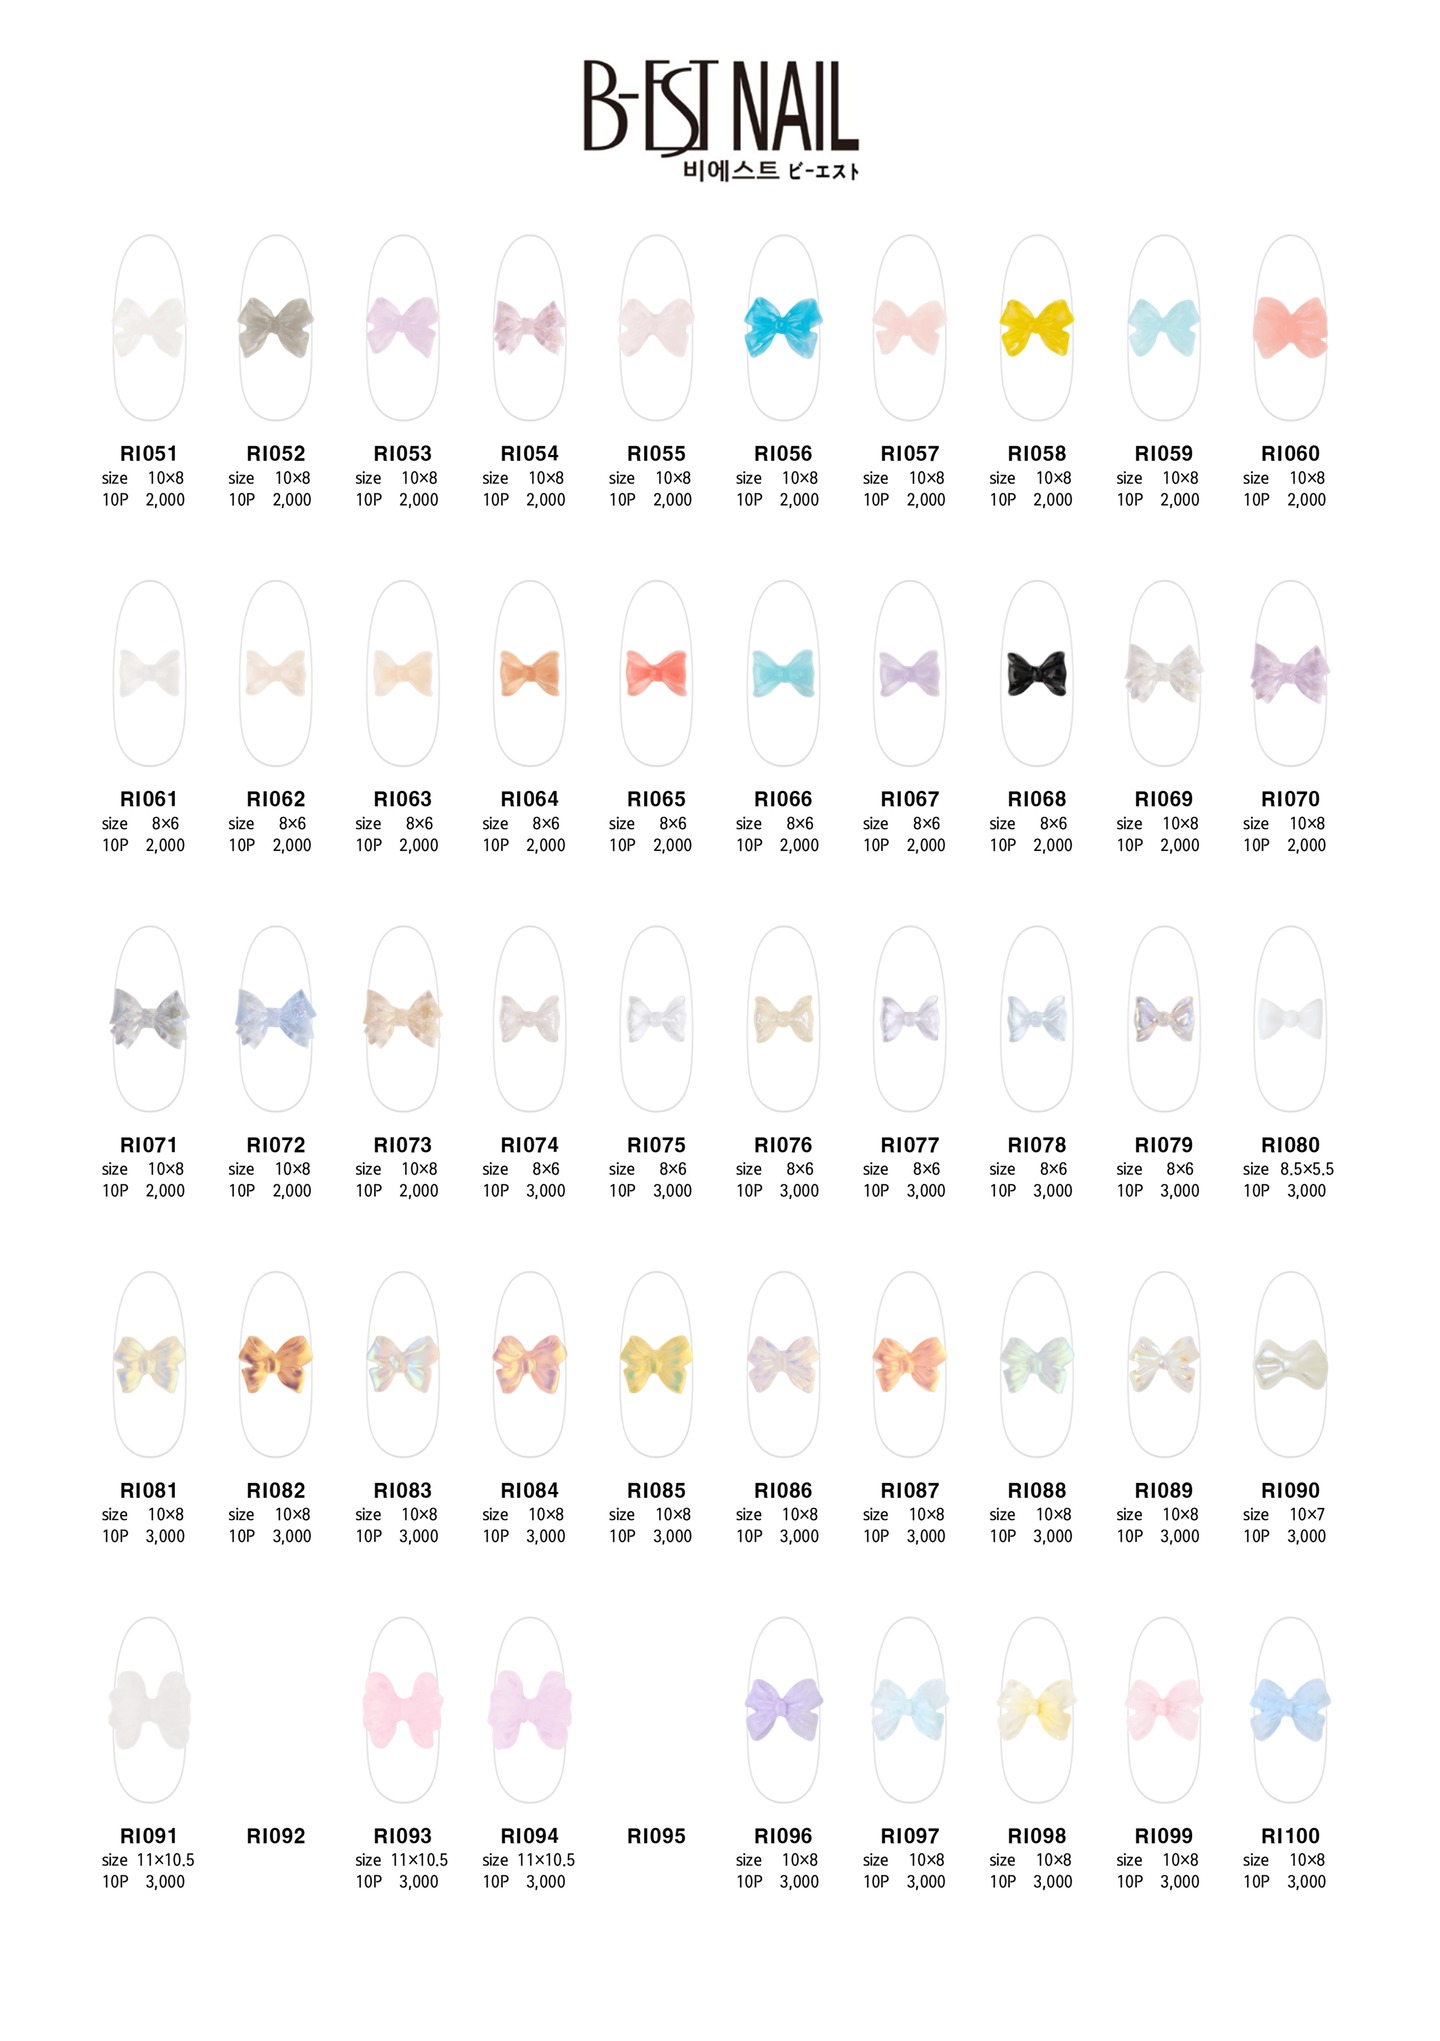 B-EST NAIL
비에스트 ビーエスト
RI051 RI052 RI053 RI054 RI055 RI056 RI057 RI058 RI059 RI060
size 10×8 size 10×8 size 10×8 size 10×8 size 10×8 size 10×8 size 10×8 size 10×8 size 10×8 size 10×8
10P 2,000 10P 2,000 10P 2,000 10P 2,000 10P 2,000 10P 2,000 10P 2,000 10P 2,000 10P 2,000 10P 2,000
RI061 RI062 RI063 RI064 RI065 RI066 RI067 RI068 RI069 RI070
size 8×6 size 8×6 size 8×6 size 8×6 size 8×6 size 8×6 size 8×6 size 8×6 size 10×8 size 10×8
10P 2,000 10P 2,000 10P 2,000 10P 2,000 10P 2,000 10P 2,000 10P 2,000 10P 2,000 10P 2,000 10P 2,000
RI071 RI072 RI073 RI074 RI075 RI076 RI077 RI078 RI079 RI080
size 10×8 size 10×8 size 10×8 size 8×6 size 8×6 size 8×6 size 8×6 size 8×6 size 8×6 size 8.5×5.5
10P 2,000 10P 2,000 10P 2,000 10P 3,000 10P 3,000 10P 3,000 10P 3,000 10P 3,000 10P 3,000 10P 3,000
RI081 RI082 RI083 RI084 RI085 RI086 RI087 RI088 RI089 RI090
size 10×8 size 10×8 size 10×8 size 10×8 size 10×8 size 10×8 size 10×8 size 10×8 size 10×8 size 10×7
10P 3,000 10P 3,000 10P 3,000 10P 3,000 10P 3,000 10P 3,000 10P 3,000 10P 3,000 10P 3,000 10P 3,000
RI091 RI092 RI093 RI094 RI095 RI096 RI097 RI098 RI099 RI100
size 11×10.5 size 11×10.5 size 11×10.5 size 10×8 size 10×8 size 10×8 size 10×8 size 10×8
10P 3,000 10P 3,000 10P 3,000 10P 3,000 10P 3,000 10P 3,000 10P 3,000 10P 3,000